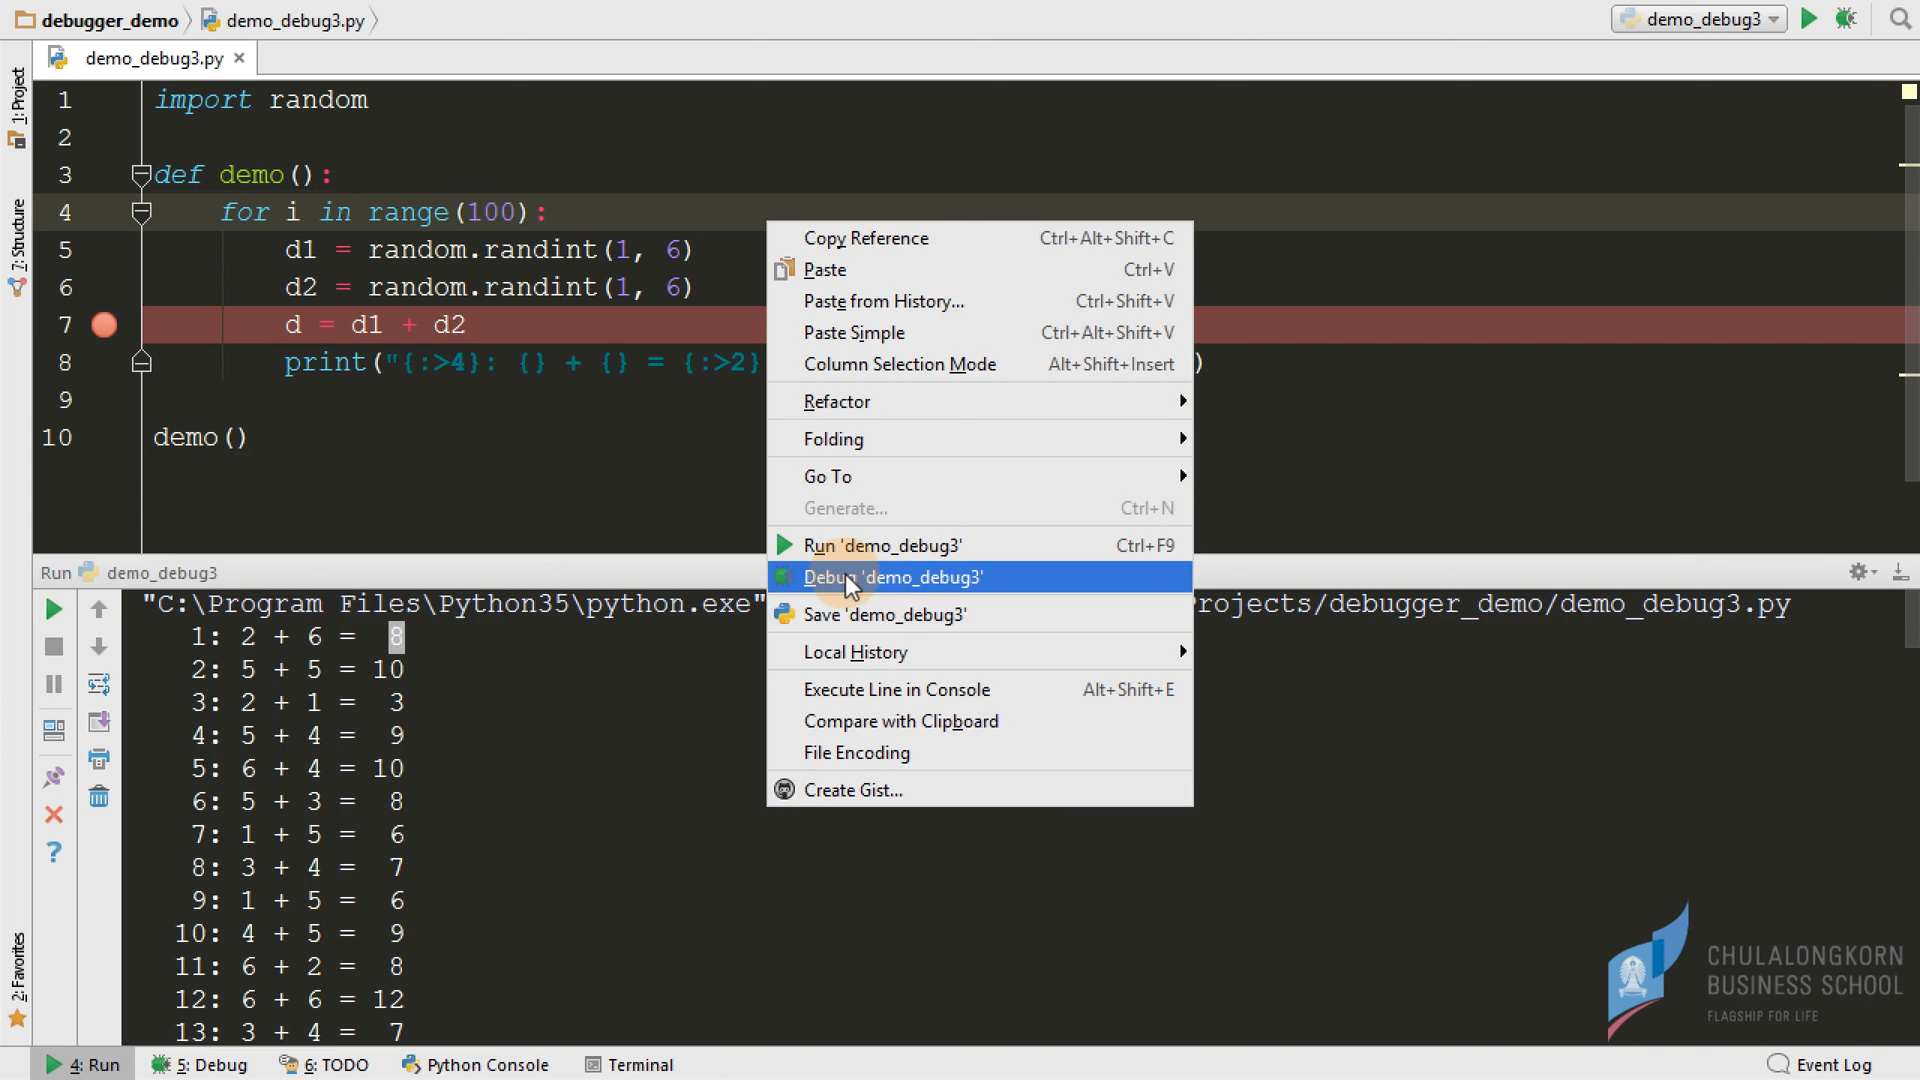 debugger_demo demo_debug3.py demo_debug3
demo_debug3.py
1: Project
7: Structure
2: Favorites
1 import random
2
3 def demo():
4 for i in range(100):
5 d1 = random.randint(1, 6)
6 d2 = random.randint(1, 6)
7 d = d1 + d2
8 print("{:>4}: {} + {} = {:>2} )
9
10 demo()
Copy Reference Ctrl+Alt+Shift+C
Paste Ctrl+V
Paste from History... Ctrl+Shift+V
Paste Simple Ctrl+Alt+Shift+V
Column Selection Mode Alt+Shift+Insert
Refactor
Folding
Go To
Generate... Ctrl+N
Run 'demo_debug3' Ctrl+F9
Debug 'demo_debug3'
Save 'demo_debug3'
Local History
Execute Line in Console Alt+Shift+E
Compare with Clipboard
File Encoding
Create Gist...
Run demo_debug3
"C:\Program Files\Python35\python.exe" rojects/debugger_demo/demo_debug3.py
1: 2 + 6 = 8
2: 5 + 5 = 10
3: 2 + 1 = 3
4: 5 + 4 = 9
5: 6 + 4 = 10
6: 5 + 3 = 8
7: 1 + 5 = 6
8: 3 + 4 = 7
9: 1 + 5 = 6
10: 4 + 5 = 9
11: 6 + 2 = 8
12: 6 + 6 = 12
13: 3 + 4 = 7
CHULALONGKORN
BUSINESS SCHOOL
FLAGSHIP FOR LIFE
4: Run 5: Debug 6: TODO Python Console Terminal Event Log